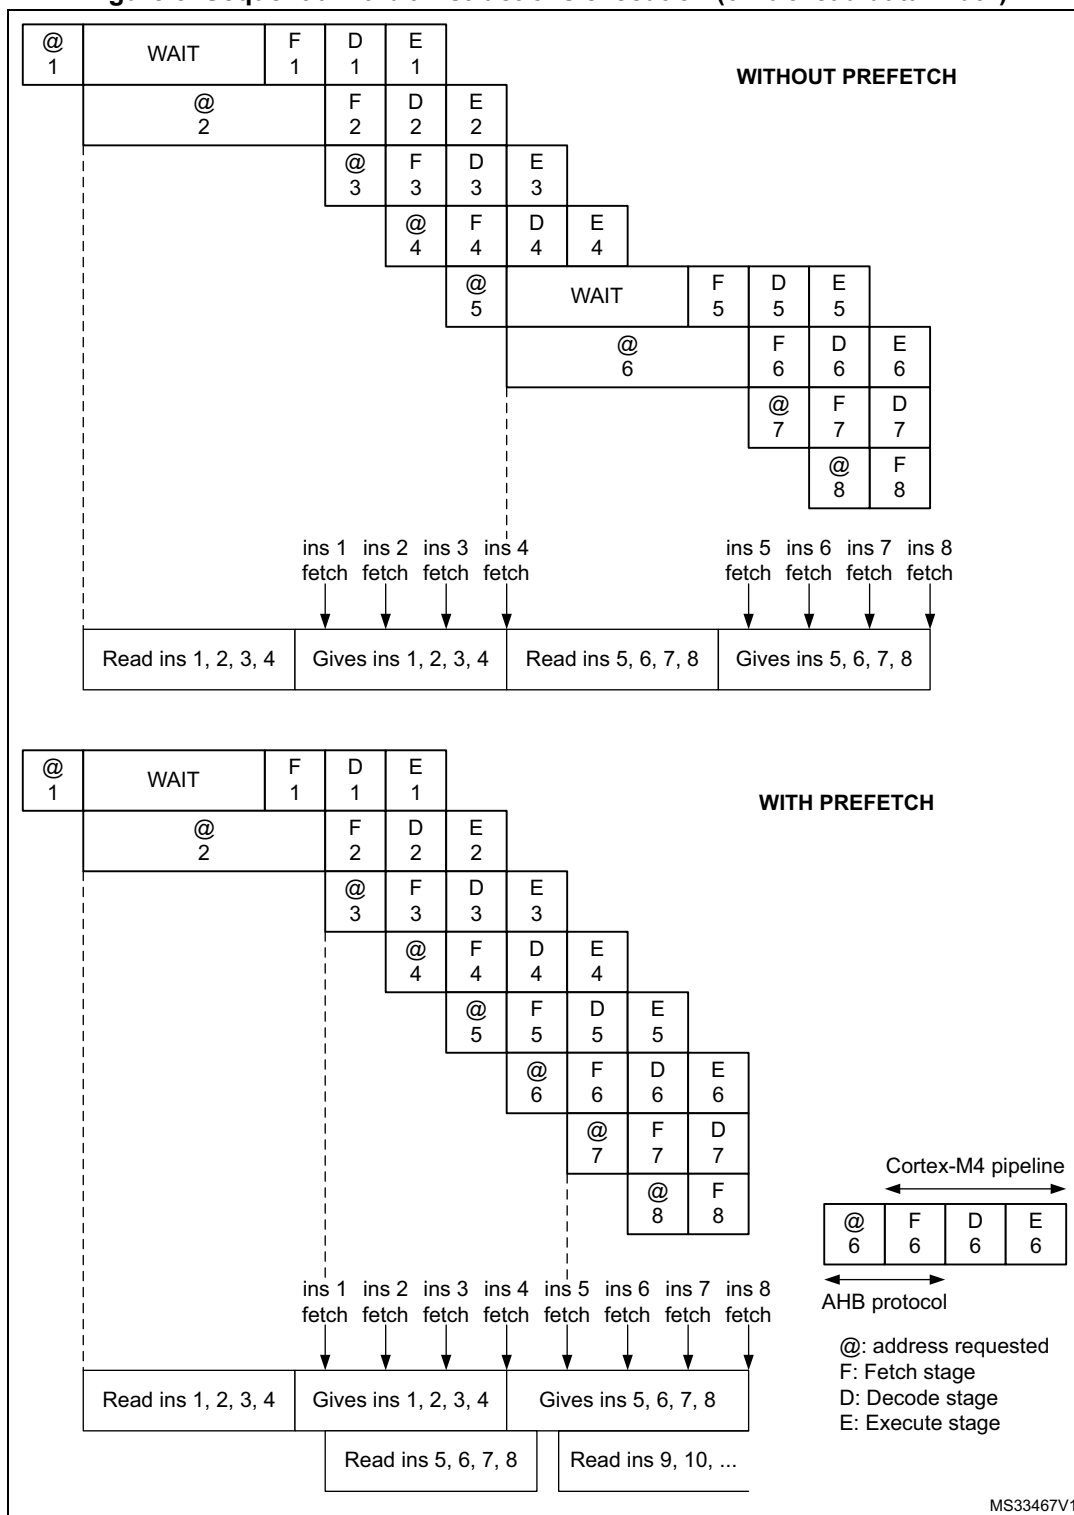 Sequential instructions execution
@ WAIT F D E
1 1 1 1
WITHOUT PREFETCH
@ F D E
2 2 2 2
@ F D E
3 3 3 3
@ F D E
4 4 4 4
@ WAIT F D E
5 5 5 5
@ F D E
6 6 6 6
@ F D
7 7 7
@ F
8 8
ins 1 ins 2 ins 3 ins 4 ins 5 ins 6 ins 7 ins 8
fetch fetch fetch fetch fetch fetch fetch fetch
Read ins 1, 2, 3, 4 Gives ins 1, 2, 3, 4 Read ins 5, 6, 7, 8 Gives ins 5, 6, 7, 8
@ WAIT F D E
1 1 1 1
WITH PREFETCH
@ F D E
2 2 2 2
@ F D E
3 3 3 3
@ F D E
4 4 4 4
@ F D E
5 5 5 5
@ F D E
6 6 6 6
@ F D
7 7 7
@ F
8 8
Cortex-M4 pipeline
@ F D E
6 6 6 6
AHB protocol
ins 1 ins 2 ins 3 ins 4 ins 5 ins 6 ins 7 ins 8
fetch fetch fetch fetch fetch fetch fetch fetch
@: address requested
F: Fetch stage
D: Decode stage
E: Execute stage
Read ins 1, 2, 3, 4 Gives ins 1, 2, 3, 4 Gives ins 5, 6, 7, 8
Read ins 5, 6, 7, 8 Read ins 9, 10, ...
MS33467V1